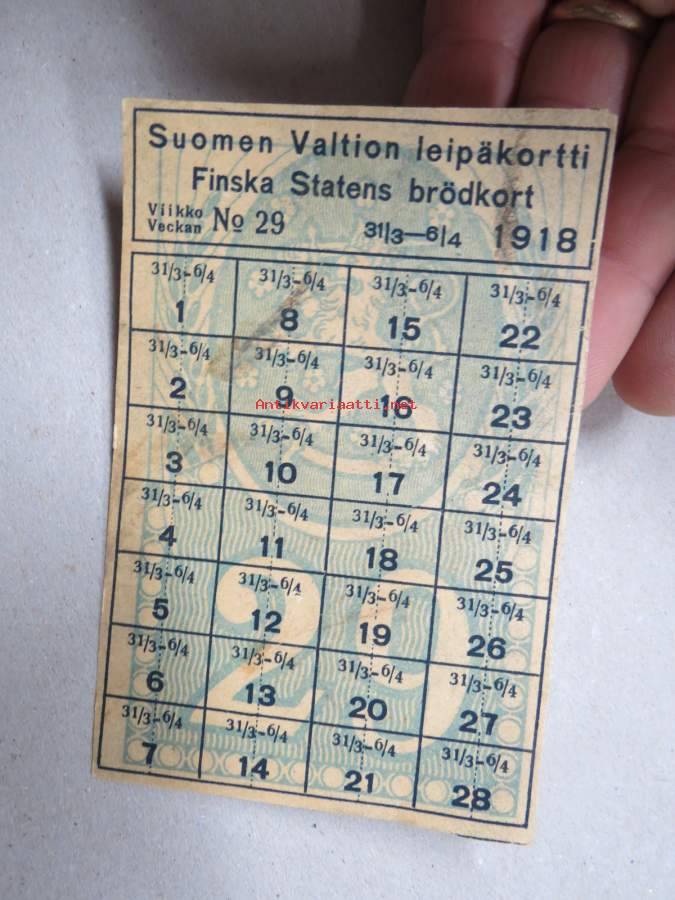 Suomen Valtion leipäkortti
Finska Statens brödkort
Viikko
Veckan No 29 31/3—6/4 1918
31/3–6/4 31/3–6/4 31/3–6/4 31/3–6/4
1 8 15 22
31/3–6/4 31/3–6/4 31/3–6/4 31/3–6/4
2 9 16 23
Antikvariaatti.net
31/3–6/4 31/3–6/4 31/3–6/4 31/3–6/4
3 10 17 24
31/3–6/4 31/3–6/4 31/3–6/4 31/3–6/4
4 11 18 25
31/3–6/4 31/3–6/4 31/3–6/4 31/3–6/4
5 12 19 26
31/3–6/4 31/3–6/4 31/3–6/4 31/3–6/4
6 13 20 27
31/3–6/4 31/3–6/4 31/3–6/4 31/3–6/4
7 14 21 28
29